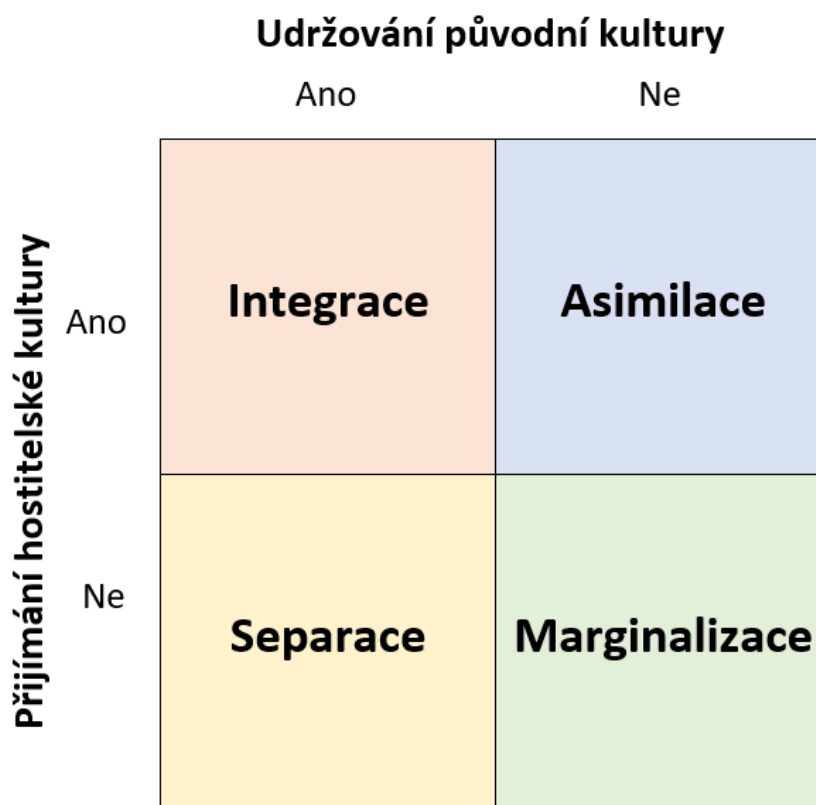 Udržování původní kultury
Ano Ne
Přijímání hostitelské kultury
Ano
Integrace Asimilace
Ne
Separace Marginalizace